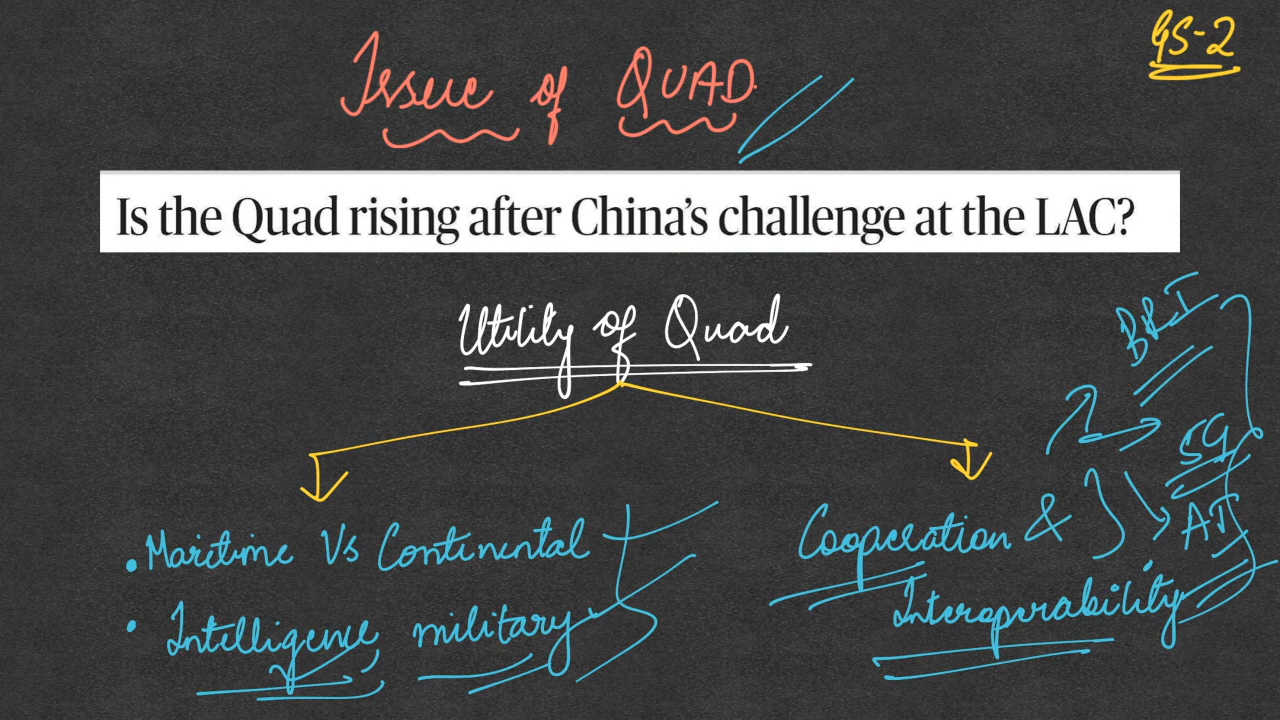 GS-2
Issue of QUAD
Is the Quad rising after China's challenge at the LAC?
Utility of Quad
BRI
5G
AI
• Maritime Vs Continental
• Intelligence, military
Cooperation &
Interoperability